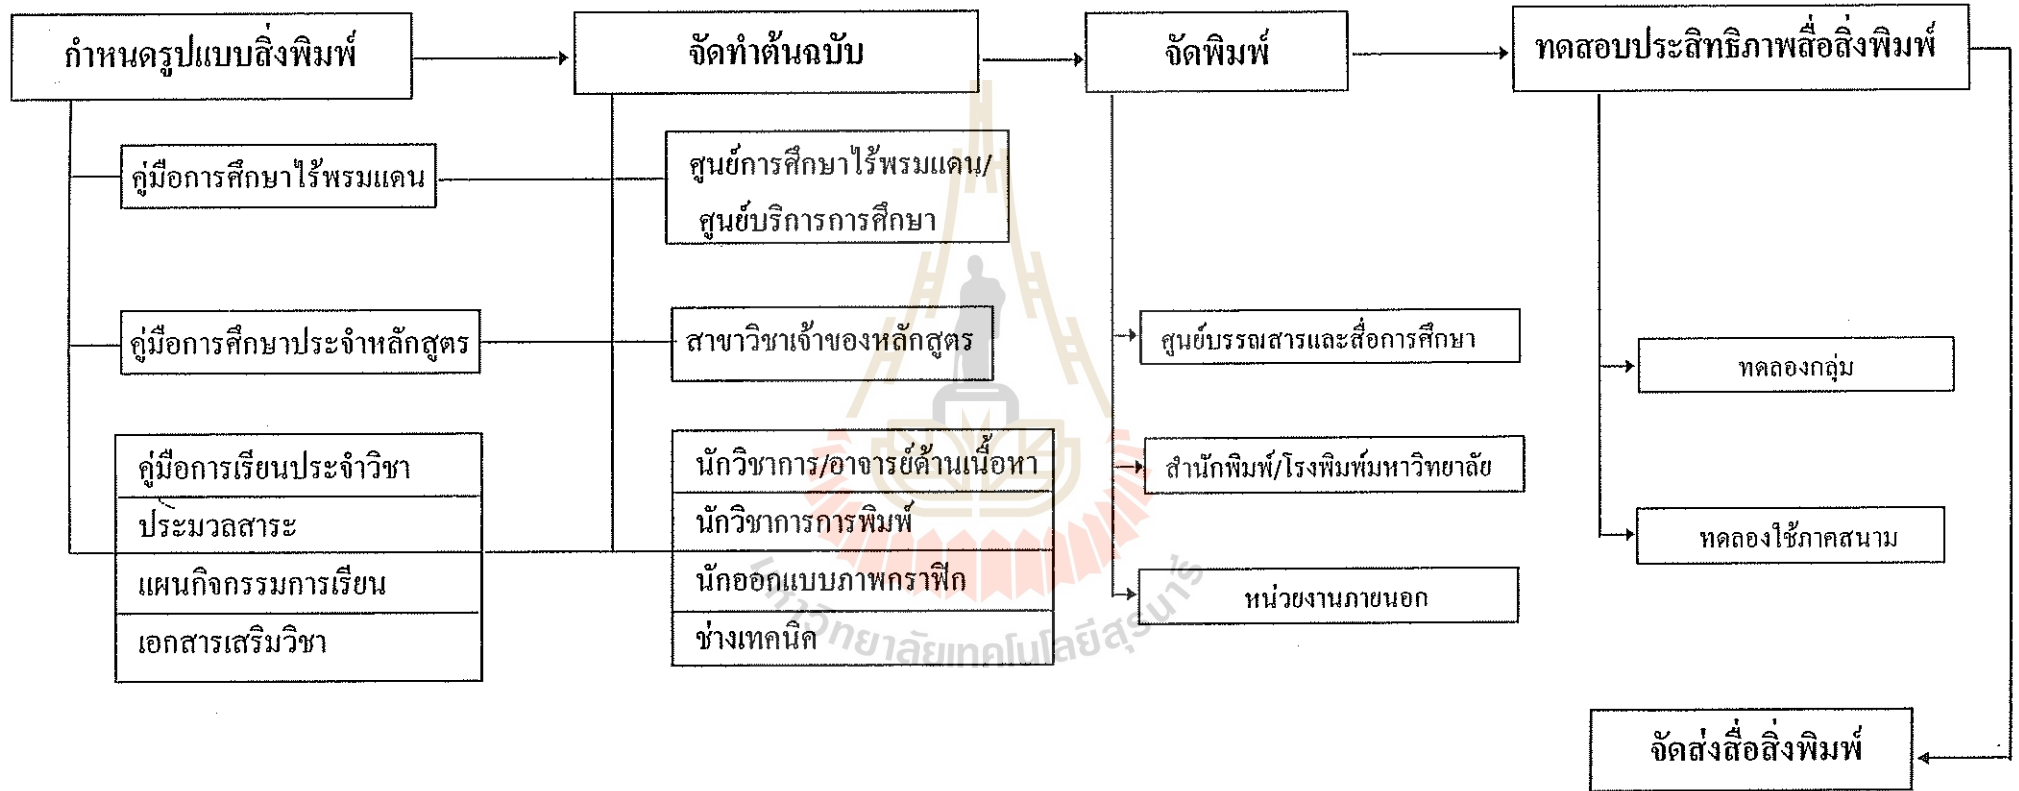 กำหนดรูปแบบสิ่งพิมพ์
จัดทำต้นฉบับ
จัดพิมพ์
ทดสอบประสิทธิภาพสื่อสิ่งพิมพ์
คู่มือการศึกษาไร้พรมแดน
ศูนย์การศึกษาไร้พรมแดน/
ศูนย์บริการการศึกษา
คู่มือการศึกษาประจำหลักสูตร
สาขาวิชาเจ้าของหลักสูตร
ศูนย์บรรณสารและสื่อการศึกษา
ทดลองกลุ่ม
คู่มือการเรียนประจำวิชา
ประมวลสาระ
แผนกิจกรรมการเรียน
เอกสารเสริมวิชา
นักวิชาการ/อาจารย์ด้านเนื้อหา
นักวิชาการการพิมพ์
นักออกแบบภาพกราฟิก
ช่างเทคนิค
สำนักพิมพ์/โรงพิมพ์มหาวิทยาลัย
ทดลองใช้ภาคสนาม
หน่วยงานภายนอก
มหาวิทยาลัยเทคโนโลยีสุรนารี
จัดส่งสื่อสิ่งพิมพ์